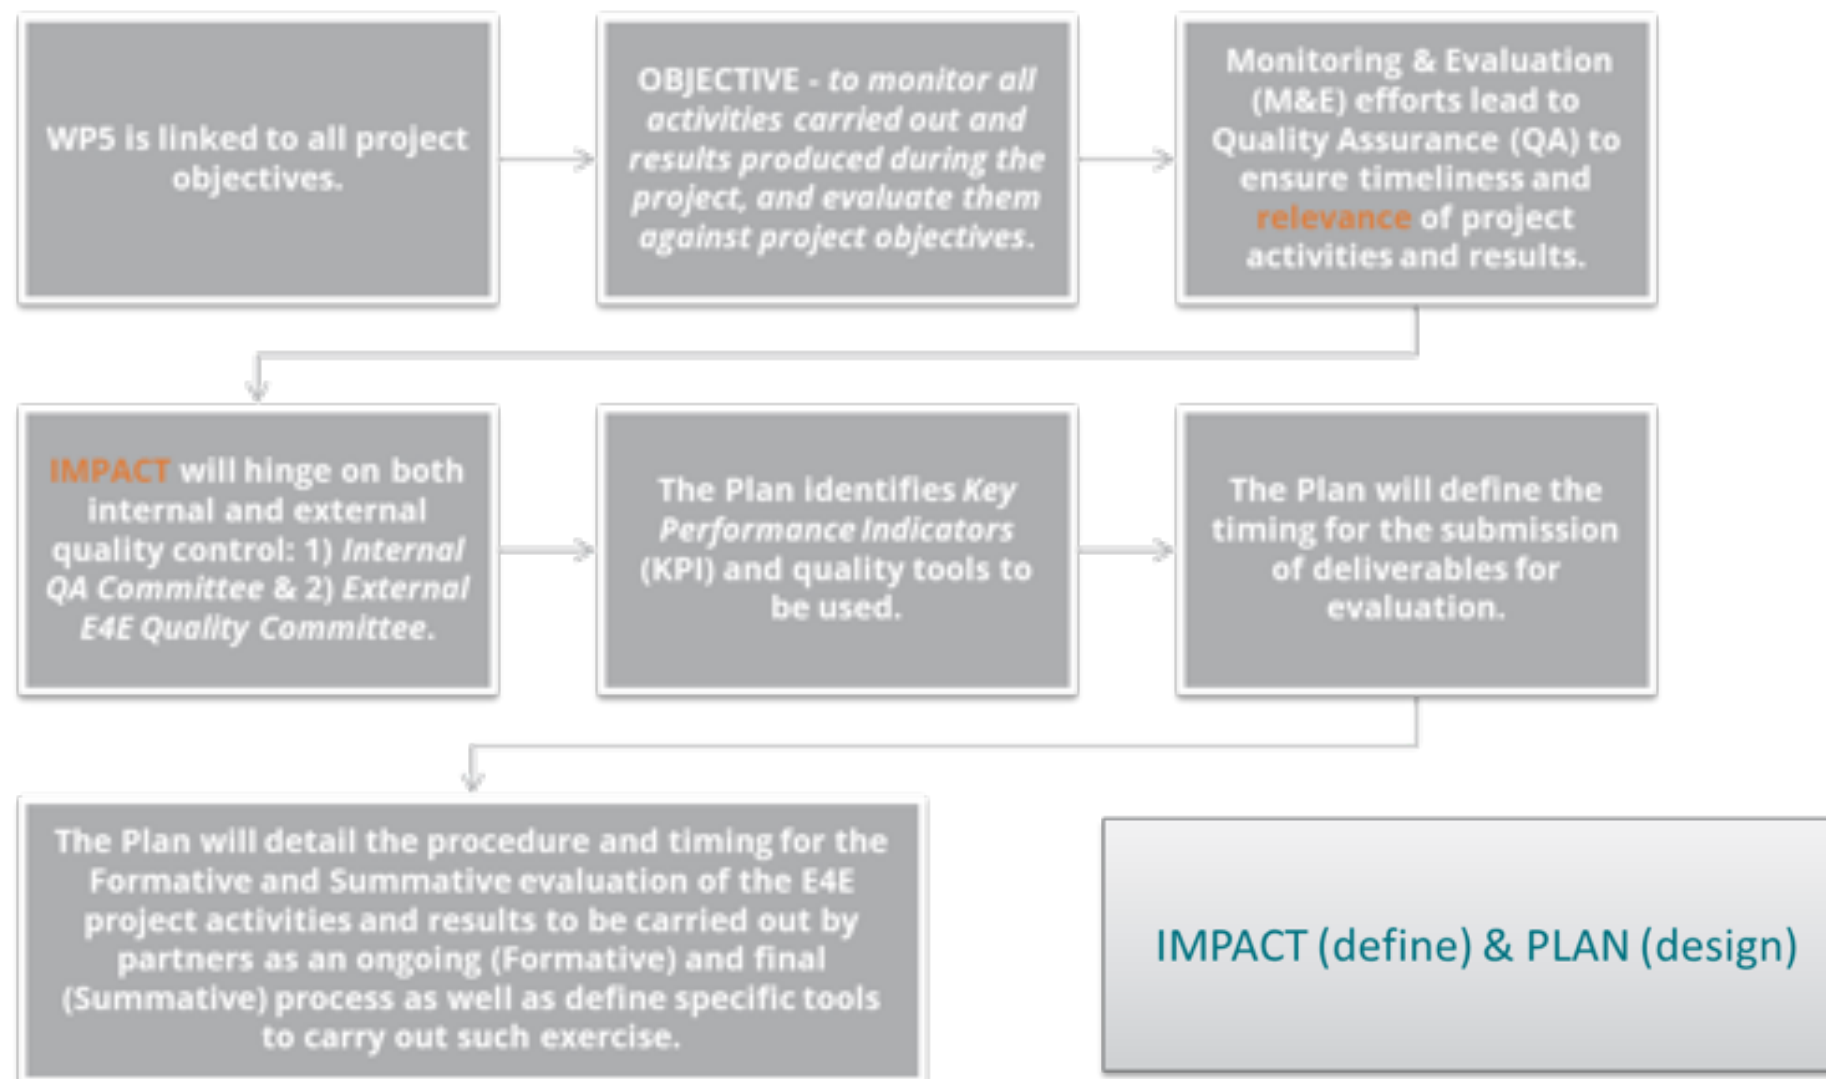 WP5 is linked to all project
objectives.
OBJECTIVE - to monitor all
activities carried out and
results produced during the
project, and evaluate them
against project objectives.
Monitoring & Evaluation
(M&E) efforts lead to
Quality Assurance (QA) to
ensure timeliness and
relevance of project
activities and results.
IMPACT will hinge on both
internal and external
quality control: 1) Internal
QA Committee & 2) External
E4E Quality Committee.
The Plan identifies Key
Performance Indicators
(KPI) and quality tools to
be used.
The Plan will define the
timing for the submission
of deliverables for
evaluation.
The Plan will detail the procedure and timing for the
Formative and Summative evaluation of the E4E
project activities and results to be carried out by
partners as an ongoing (Formative) and final
(Summative) process as well as define specific tools
to carry out such exercise.
IMPACT (define) & PLAN (design)